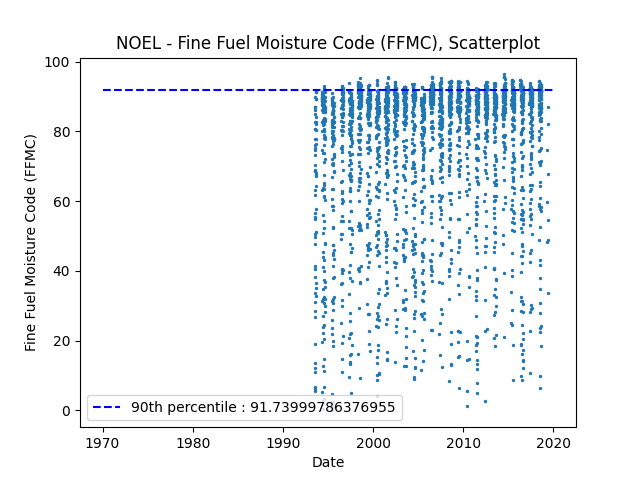 NOEL - Fine Fuel Moisture Code (FFMC), Scatterplot
100
80
60
40
20
0
Fine Fuel Moisture Code (FFMC)
90th percentile : 91.73999786376955
1970 1980 1990 2000 2010 2020
Date